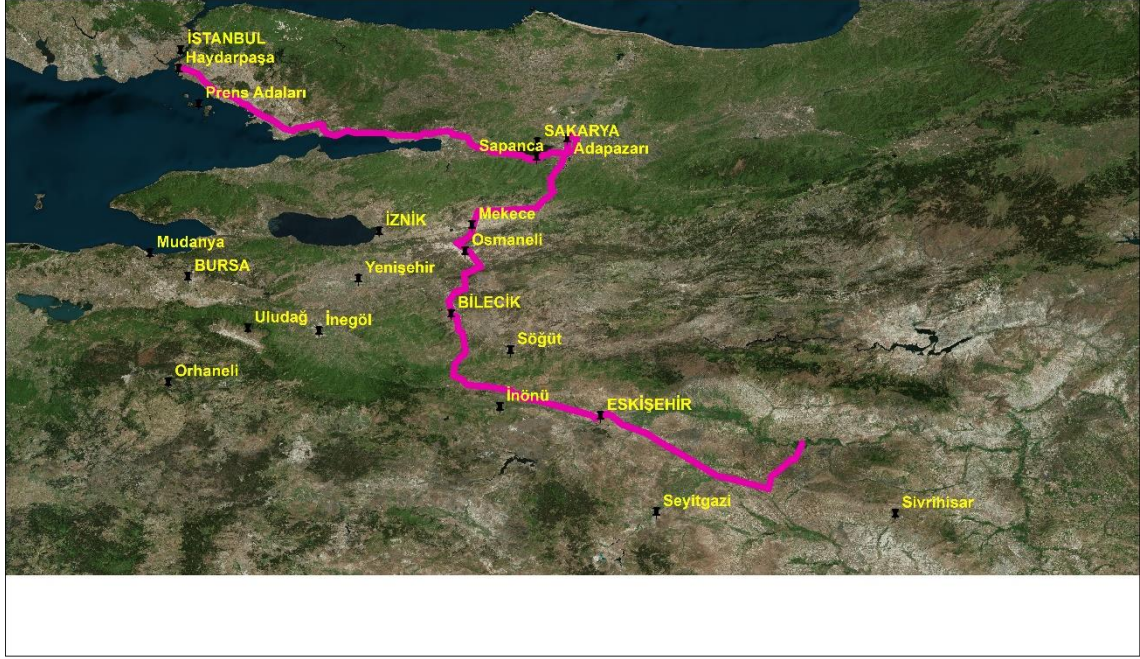 İSTANBUL
Haydarpaşa
Prens Adaları
SAKARYA
Sapanca
Adapazarı
Mekece
İZNİK
Osmaneli
Mudanya
BURSA
Yenişehir
BİLECİK
Uludağ
İnegöl
Söğüt
Orhaneli
İnönü
ESKİŞEHİR
Seyitgazi
Sivrihisar